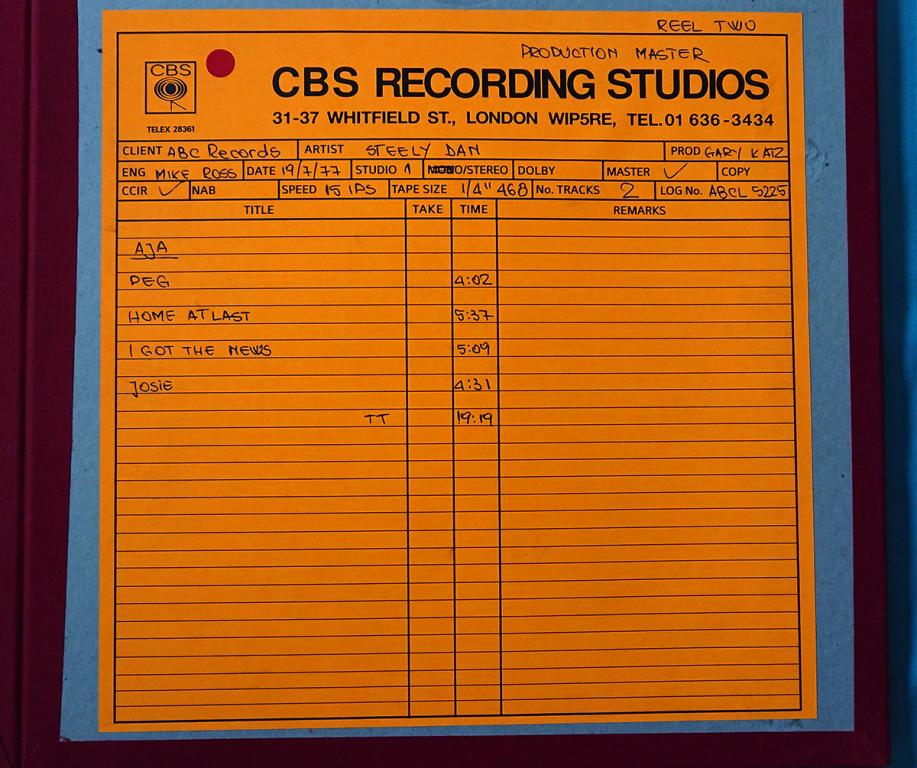 REEL TWO
PRODUCTION MASTER
CBS
CBS RECORDING STUDIOS
31-37 WHITFIELD ST., LONDON WIP5RE, TEL.01 636-3434
TELEX 28361
CLIENT ABC Records ARTIST STEELY DAN PROD GARY KATZ
ENG MIKE ROSS DATE 19/7/77 STUDIO 1 MONO/STEREO DOLBY MASTER ✓ COPY
CCIR ✓ NAB SPEED 15 IPS TAPE SIZE 1/4" 468 No. TRACKS 2 LOG No. ABCL 5225
TITLE TAKE TIME REMARKS
AJA
PEG 4:02
HOME AT LAST 5:37
I GOT THE NEWS 5:09
JOSIE 4:31
TT 19:19